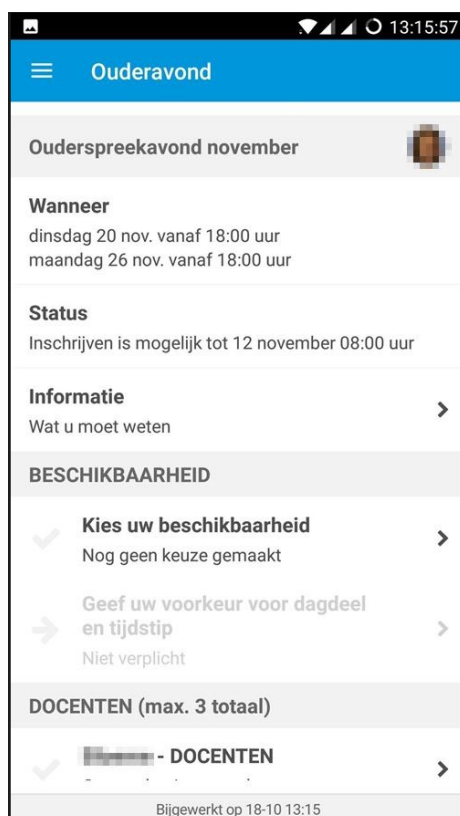 13:15:57
Ouderavond
Ouderspreekavond november
Wanneer
dinsdag 20 nov. vanaf 18:00 uur
maandag 26 nov. vanaf 18:00 uur
Status
Inschrijven is mogelijk tot 12 november 08:00 uur
Informatie
Wat u moet weten
BESCHIKBAARHEID
Kies uw beschikbaarheid
Nog geen keuze gemaakt
Geef uw voorkeur voor dagdeel
en tijdstip
Niet verplicht
DOCENTEN (max. 3 totaal)
- DOCENTEN
Bijgewerkt op 18-10 13:15